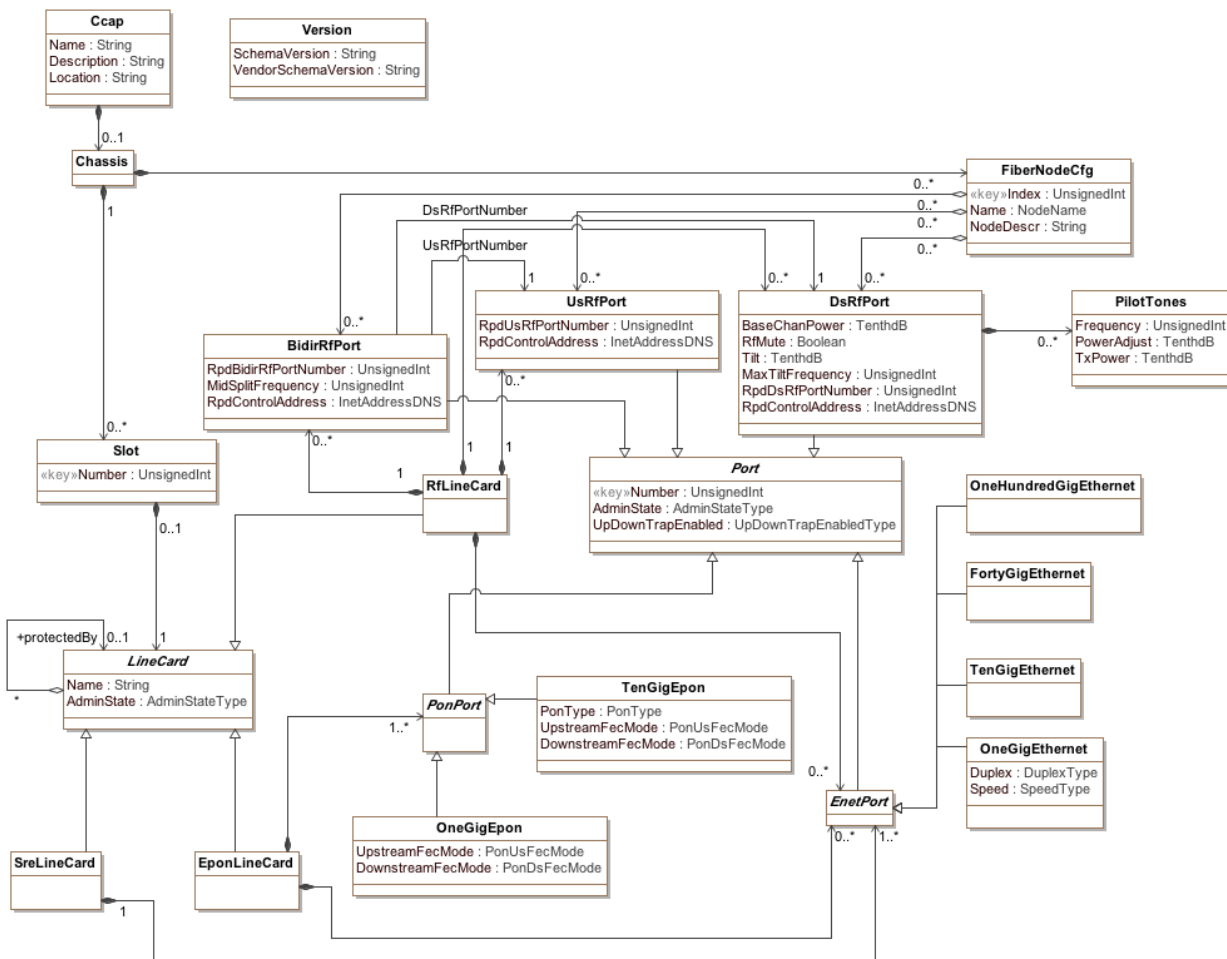 Ccap
Name : String
Description : String
Location : String
Version
SchemaVersion : String
VendorSchemaVersion : String
0..1
Chassis
1
FiberNodeCfg
«key»Index : UnsignedInt
Name : NodeName
NodeDescr : String
0..*
0..*
0..*
0..*
DsRfPortNumber
UsRfPortNumber
1
0..*
0..*
1
0..*
UsRfPort
RpdUsRfPortNumber : UnsignedInt
RpdControlAddress : InetAddressDNS
DsRfPort
BaseChanPower : TenthdB
RfMute : Boolean
Tilt : TenthdB
MaxTiltFrequency : UnsignedInt
RpdDsRfPortNumber : UnsignedInt
RpdControlAddress : InetAddressDNS
0..*
PilotTones
Frequency : UnsignedInt
PowerAdjust : TenthdB
TxPower : TenthdB
0..*
BidirRfPort
RpdBidirRfPortNumber : UnsignedInt
MidSplitFrequency : UnsignedInt
RpdControlAddress : InetAddressDNS
0..*
0..*
0..*
1
1
1
Slot
«key»Number : UnsignedInt
0..1
RfLineCard
Port
«key»Number : UnsignedInt
AdminState : AdminStateType
UpDownTrapEnabled : UpDownTrapEnabledType
OneHundredGigEthernet
FortyGigEthernet
TenGigEthernet
OneGigEthernet
Duplex : DuplexType
Speed : SpeedType
+protectedBy
0..1
1
*
LineCard
Name : String
AdminState : AdminStateType
PonPort
1..*
TenGigEpon
PonType : PonType
UpstreamFecMode : PonUsFecMode
DownstreamFecMode : PonDsFecMode
0..*
EnetPort
0..*
1..*
OneGigEpon
UpstreamFecMode : PonUsFecMode
DownstreamFecMode : PonDsFecMode
SreLineCard
1
EponLineCard